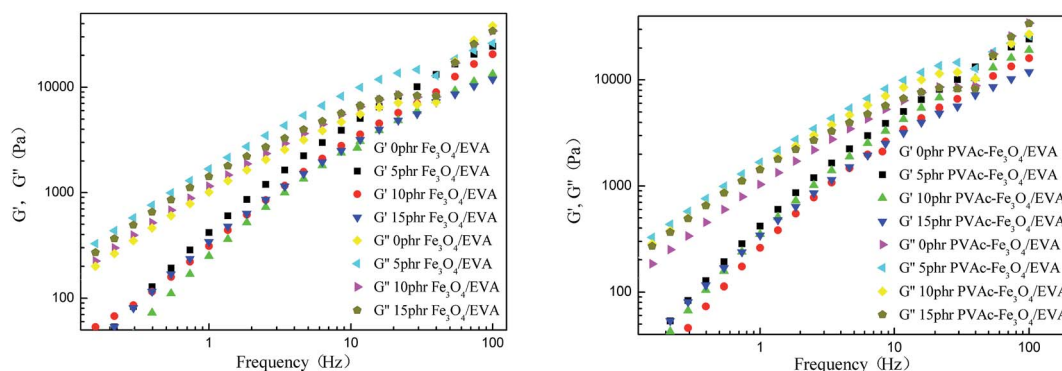 G', G'' (Pa)
10000
1000
100
1
10
100
Frequency (Hz)
G' 0phr Fe₃O₄/EVA
G' 5phr Fe₃O₄/EVA
G' 10phr Fe₃O₄/EVA
G' 15phr Fe₃O₄/EVA
G'' 0phr Fe₃O₄/EVA
G'' 5phr Fe₃O₄/EVA
G'' 10phr Fe₃O₄/EVA
G'' 15phr Fe₃O₄/EVA
G', G'' (Pa)
10000
1000
100
1
10
100
Frequency (Hz)
G' 0phr PVAc-Fe₃O₄/EVA
G' 5phr PVAc-Fe₃O₄/EVA
G' 10phr PVAc-Fe₃O₄/EVA
G' 15phr PVAc-Fe₃O₄/EVA
G'' 0phr PVAc-Fe₃O₄/EVA
G'' 5phr PVAc-Fe₃O₄/EVA
G'' 10phr PVAc-Fe₃O₄/EVA
G'' 15phr PVAc-Fe₃O₄/EVA